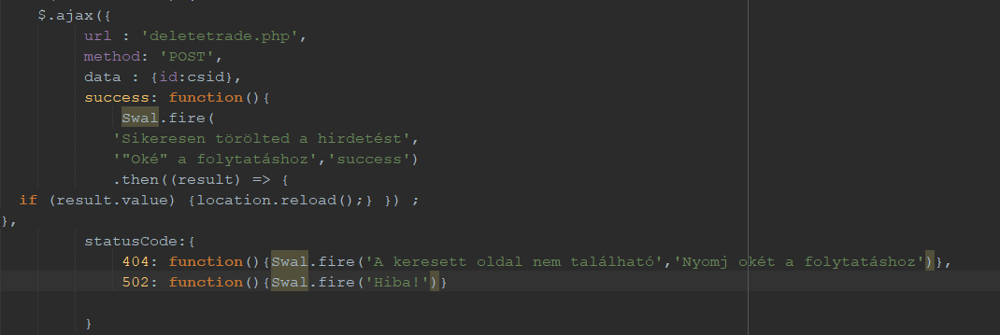 $.ajax({
url : 'deletetrade.php',
method: 'POST',
data : {id:csid},
success: function(){
Swal.fire(
'Sikeresen törölted a hirdetést',
'"Oké" a folytatáshoz','success')
.then((result) => {
if (result.value) {location.reload();} }) ;
},
statusCode:{
404: function(){Swal.fire('A keresett oldal nem található','Nyomj okét a folytatáshoz')},
502: function(){Swal.fire('Hiba!')}
}